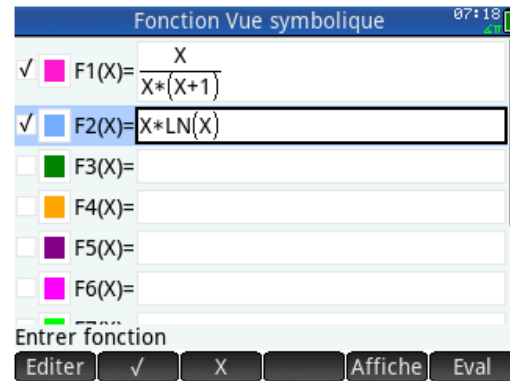 Fonction Vue symbolique 07:18
∡π
√ F1(X)= X/(X*(X+1))
√ F2(X)= X*LN(X)
F3(X)=
F4(X)=
F5(X)=
F6(X)=
Entrer fonction
Editer √ X Affiche Eval